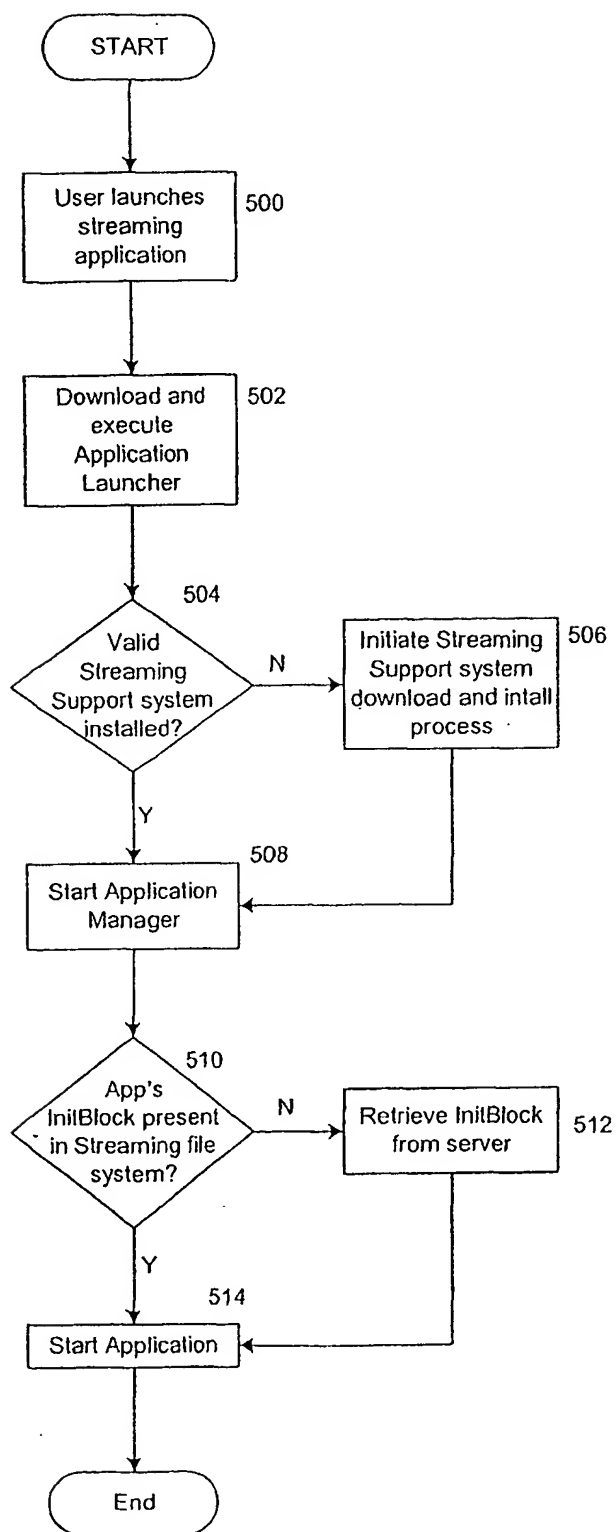 START
User launches
streaming
application
500
Download and
execute
Application
Launcher
502
504
Valid
Streaming
Support system
installed?
N
Initiate Streaming
Support system
download and intall
process
506
Y
508
Start Application
Manager
510
App's
InitBlock present
in Streaming file
system?
N
Retrieve InitBlock
from server
512
Y
514
Start Application
End